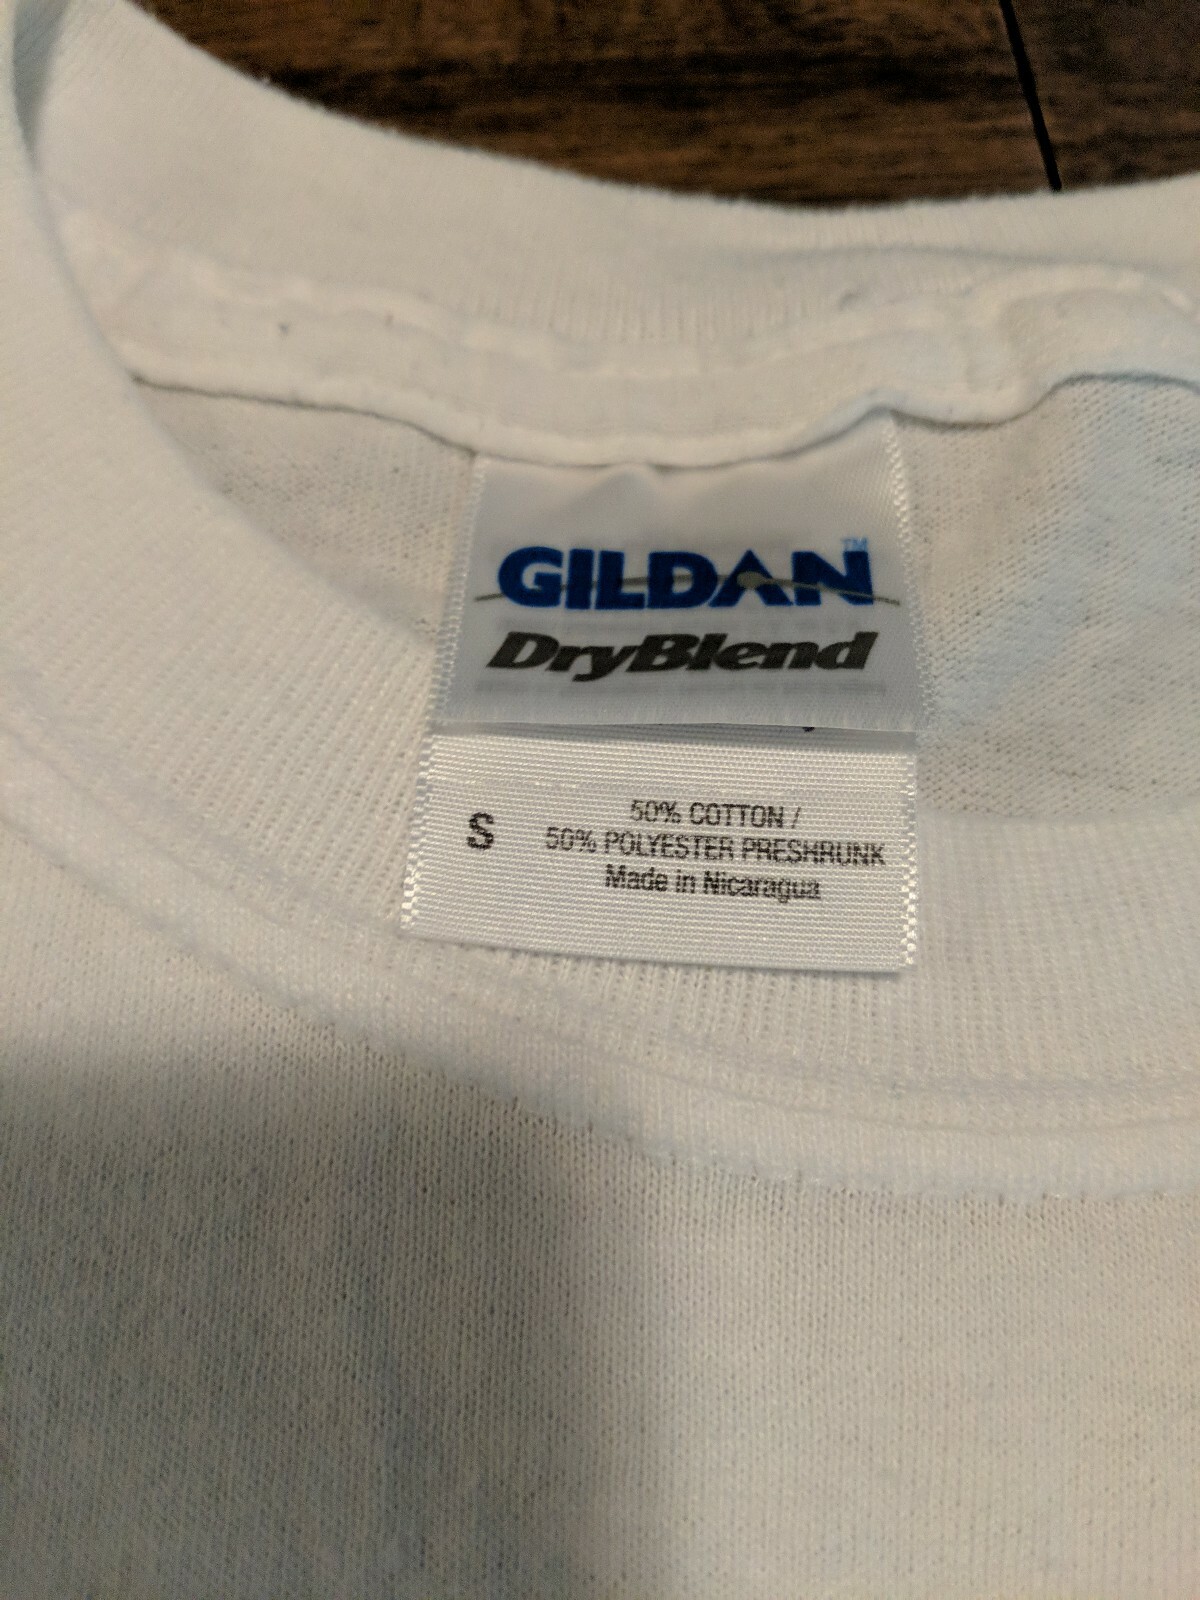 GILDAN™
DryBlend
S
50% COTTON /
50% POLYESTER PRESHRUNK
Made in Nicaragua